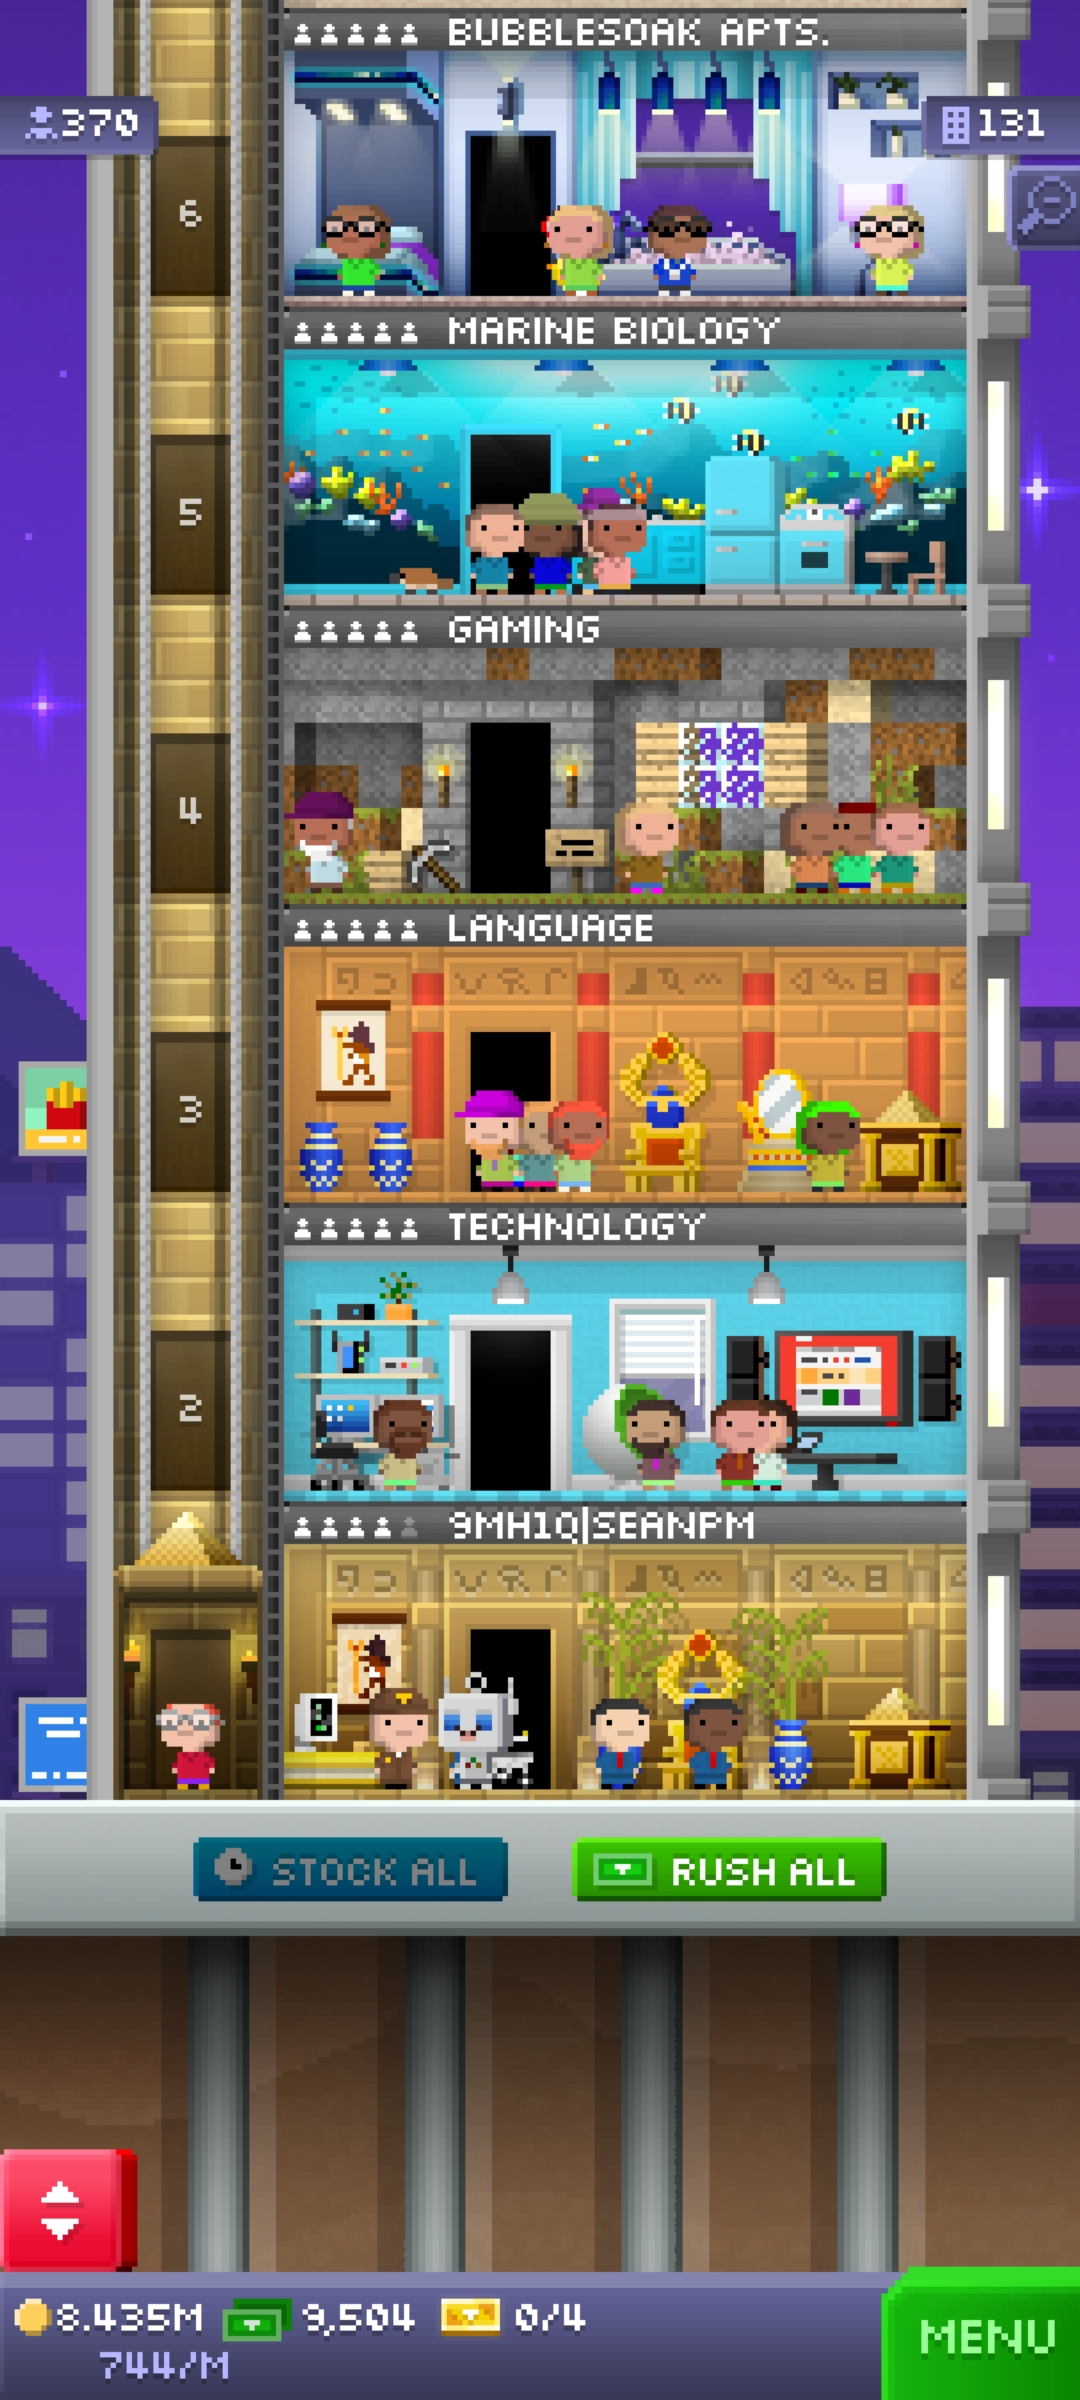 BUBBLESOAK APTS.
370
131
6
MARINE BIOLOGY
5
GAMING
4
LANGUAGE
3
TECHNOLOGY
2
9MH1Q|SEANPM
STOCK ALL
RUSH ALL
8.435M
9,504
0/4
744/M
MENU